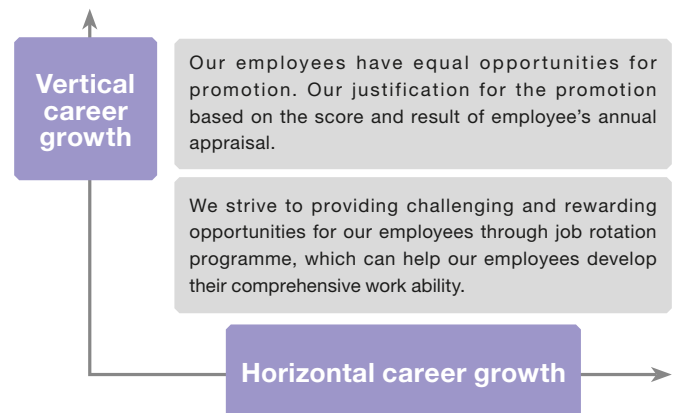 Vertical
career
growth
Our employees have equal opportunities for
promotion. Our justification for the promotion
based on the score and result of employee's annual
appraisal.
We strive to providing challenging and rewarding
opportunities for our employees through job rotation
programme, which can help our employees develop
their comprehensive work ability.
Horizontal career growth